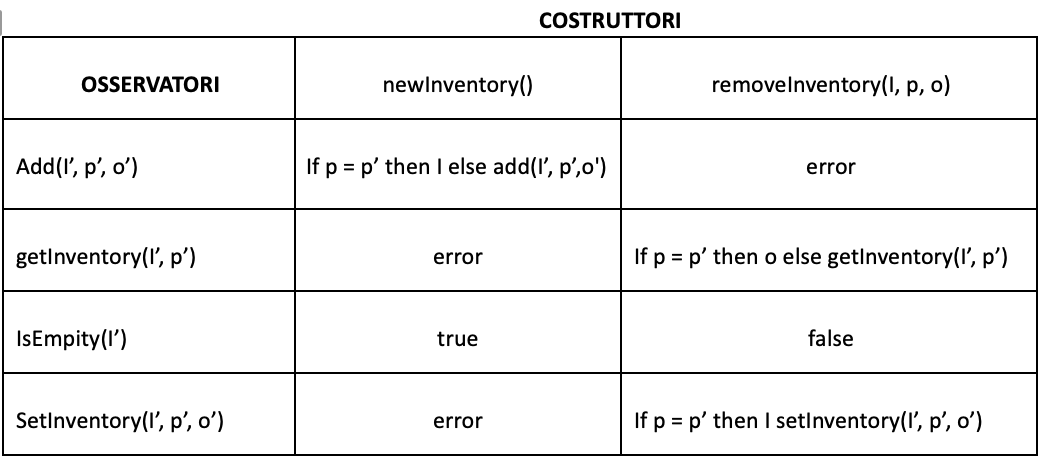 COSTRUTTORI
OSSERVATORI newInventory() removeInventory(I, p, o)
Add(I’, p’, o’) If p = p’ then I else add(I’, p’,o') error
getInventory(I’, p’) error If p = p’ then o else getInventory(I’, p’)
IsEmpity(I’) true false
SetInventory(I’, p’, o’) error If p = p’ then I setInventory(I’, p’, o’)